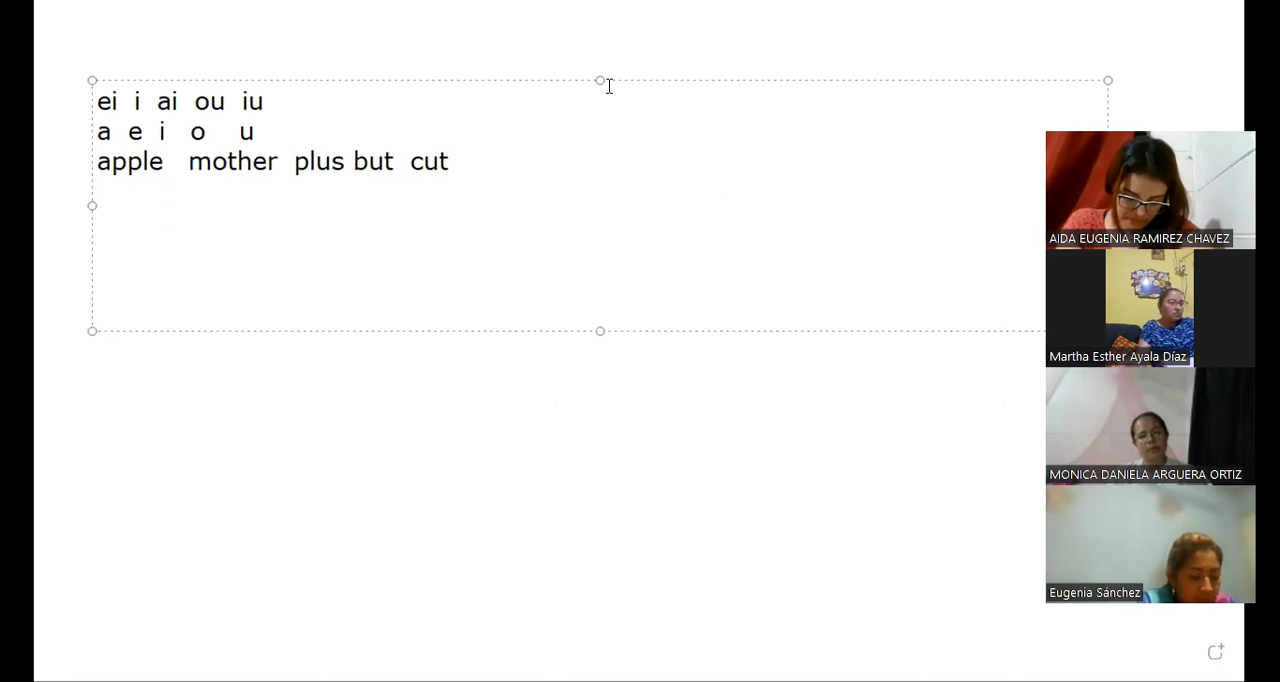 ei i ai ou iu
a e i o u
apple mother plus but cut
AIDA EUGENIA RAMIREZ CHAVEZ
Martha Esther Ayala Díaz
MONICA DANIELA ARGUERA ORTIZ
Eugenia Sánchez